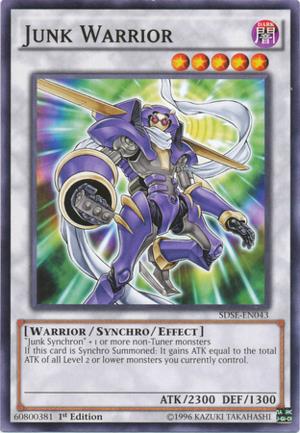 JUNK WARRIOR
DARK
闇
SDSE-EN043
[WARRIOR / SYNCHRO / EFFECT]
"Junk Synchron" + 1 or more non-Tuner monsters
If this card is Synchro Summoned: It gains ATK equal to the total
ATK of all Level 2 or lower monsters you currently control.
ATK/2300 DEF/1300
60800381 1st Edition ©1996 KAZUKI TAKAHASHI